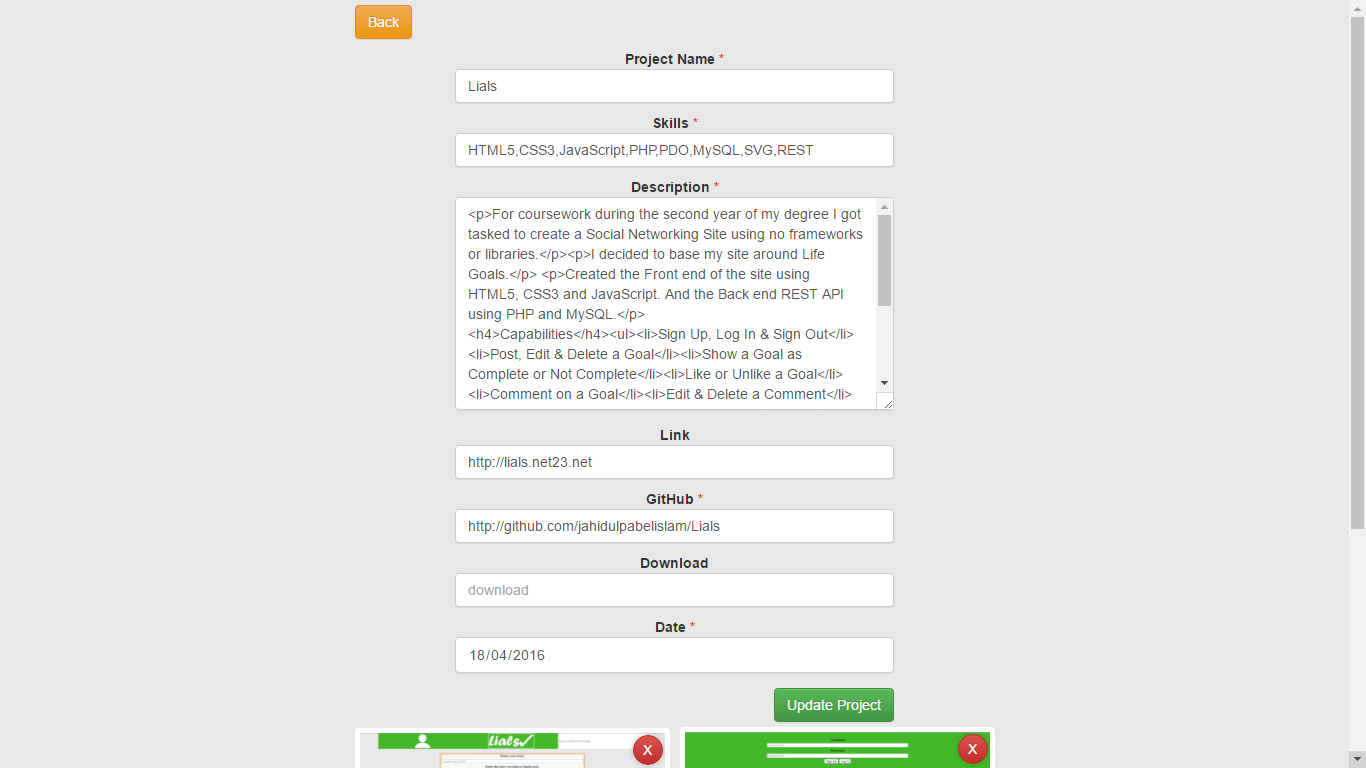 Back
Project Name *
Lials
Skills *
HTML5,CSS3,JavaScript,PHP,PDO,MySQL,SVG,REST
Description *
<p>For coursework during the second year of my degree I got
tasked to create a Social Networking Site using no frameworks
or libraries.</p><p>I decided to base my site around Life
Goals.</p> <p>Created the Front end of the site using
HTML5, CSS3 and JavaScript. And the Back end REST API
using PHP and MySQL.</p>
<h4>Capabilities</h4><ul><li>Sign Up, Log In & Sign Out</li>
<li>Post, Edit & Delete a Goal</li><li>Show a Goal as
Complete or Not Complete</li><li>Like or Unlike a Goal</li>
<li>Comment on a Goal</li><li>Edit & Delete a Comment</li>
Link
http://lials.net23.net
GitHub *
http://github.com/jahidulpabelislam/Lials
Download
download
Date *
18/04/2016
Update Project
Lials
X
X